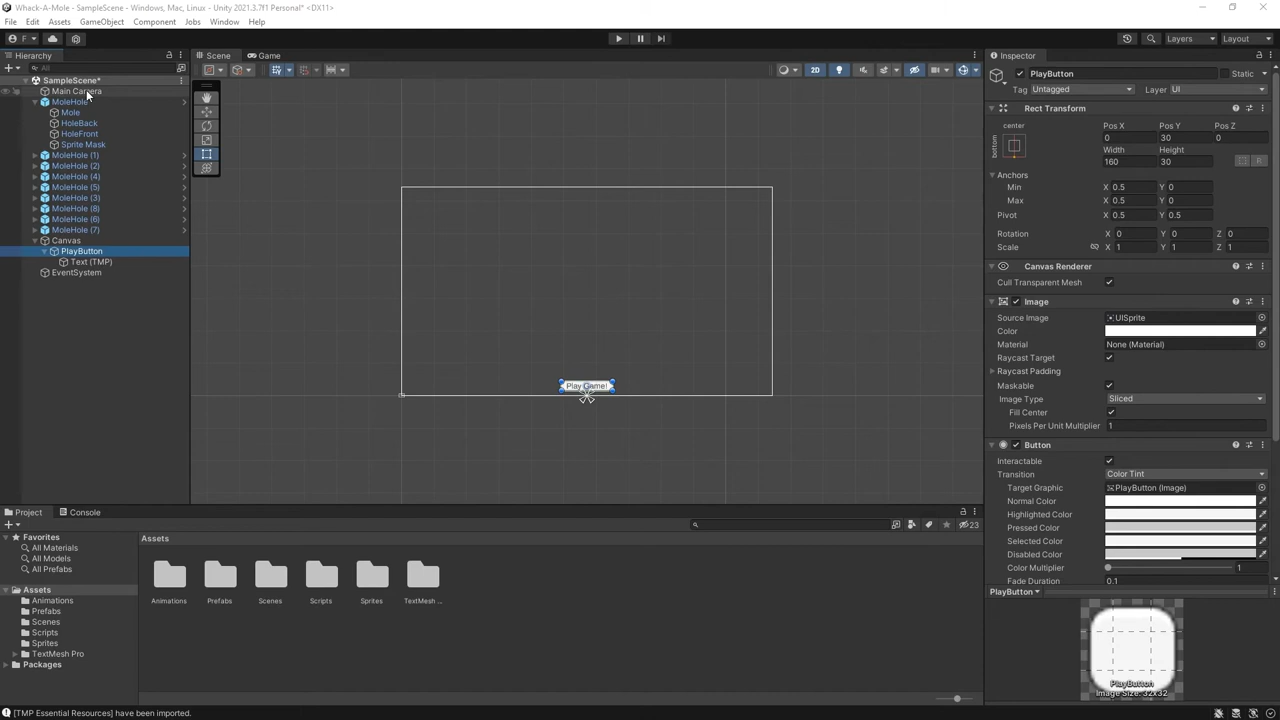 Whack-A-Mole - SampleScene - Windows, Mac, Linux - Unity 2021.3.7f1 Personal* <DX11>
File Edit Assets GameObject Component Jobs Window Help
F Layers Layout
Hierarchy Scene Game Inspector
All 2D
SampleScene*
Main Camera
MoleHole
Mole
HoleBack
HoleFront
Sprite Mask
MoleHole (1)
MoleHole (2)
MoleHole (4)
MoleHole (5)
MoleHole (3)
MoleHole (8)
MoleHole (6)
MoleHole (7)
Canvas
PlayButton
Text (TMP)
EventSystem
Play Game!
PlayButton Static
Tag Untagged Layer UI
Rect Transform
center Pos X Pos Y Pos Z
bottom 0 30 0
Width Height
160 30 R
Anchors
Min X 0.5 Y 0
Max X 0.5 Y 0
Pivot X 0.5 Y 0.5
Rotation X 0 Y 0 Z 0
Scale X 1 Y 1 Z 1
Canvas Renderer
Cull Transparent Mesh
Image
Source Image UISprite
Color
Material None (Material)
Raycast Target
Raycast Padding
Maskable
Image Type Sliced
Fill Center
Pixels Per Unit Multiplier 1
Button
Interactable
Transition Color Tint
Target Graphic PlayButton (Image)
Normal Color
Highlighted Color
Pressed Color
Selected Color
Disabled Color
Color Multiplier 1
Fade Duration 0.1
PlayButton
PlayButton
Image Size: 32x32
Project Console
23
Favorites
All Materials
All Models
All Prefabs
Assets
Animations
Prefabs
Scenes
Scripts
Sprites
TextMesh Pro
Packages
Assets
Animations Prefabs Scenes Scripts Sprites TextMesh ...
[TMP Essential Resources] have been imported.